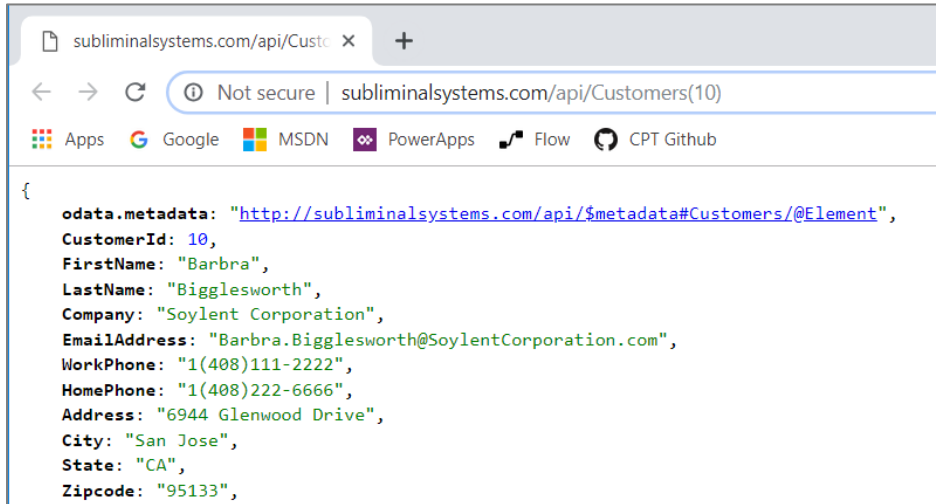 subliminalsystems.com/api/Custo
Not secure | subliminalsystems.com/api/Customers(10)
Apps Google MSDN PowerApps Flow CPT Github
{
odata.metadata: "http://subliminalsystems.com/api/$metadata#Customers/@Element",
CustomerId: 10,
FirstName: "Barbra",
LastName: "Bigglesworth",
Company: "Soylent Corporation",
EmailAddress: "Barbra.Bigglesworth@SoylentCorporation.com",
WorkPhone: "1(408)111-2222",
HomePhone: "1(408)222-6666",
Address: "6944 Glenwood Drive",
City: "San Jose",
State: "CA",
Zipcode: "95133",